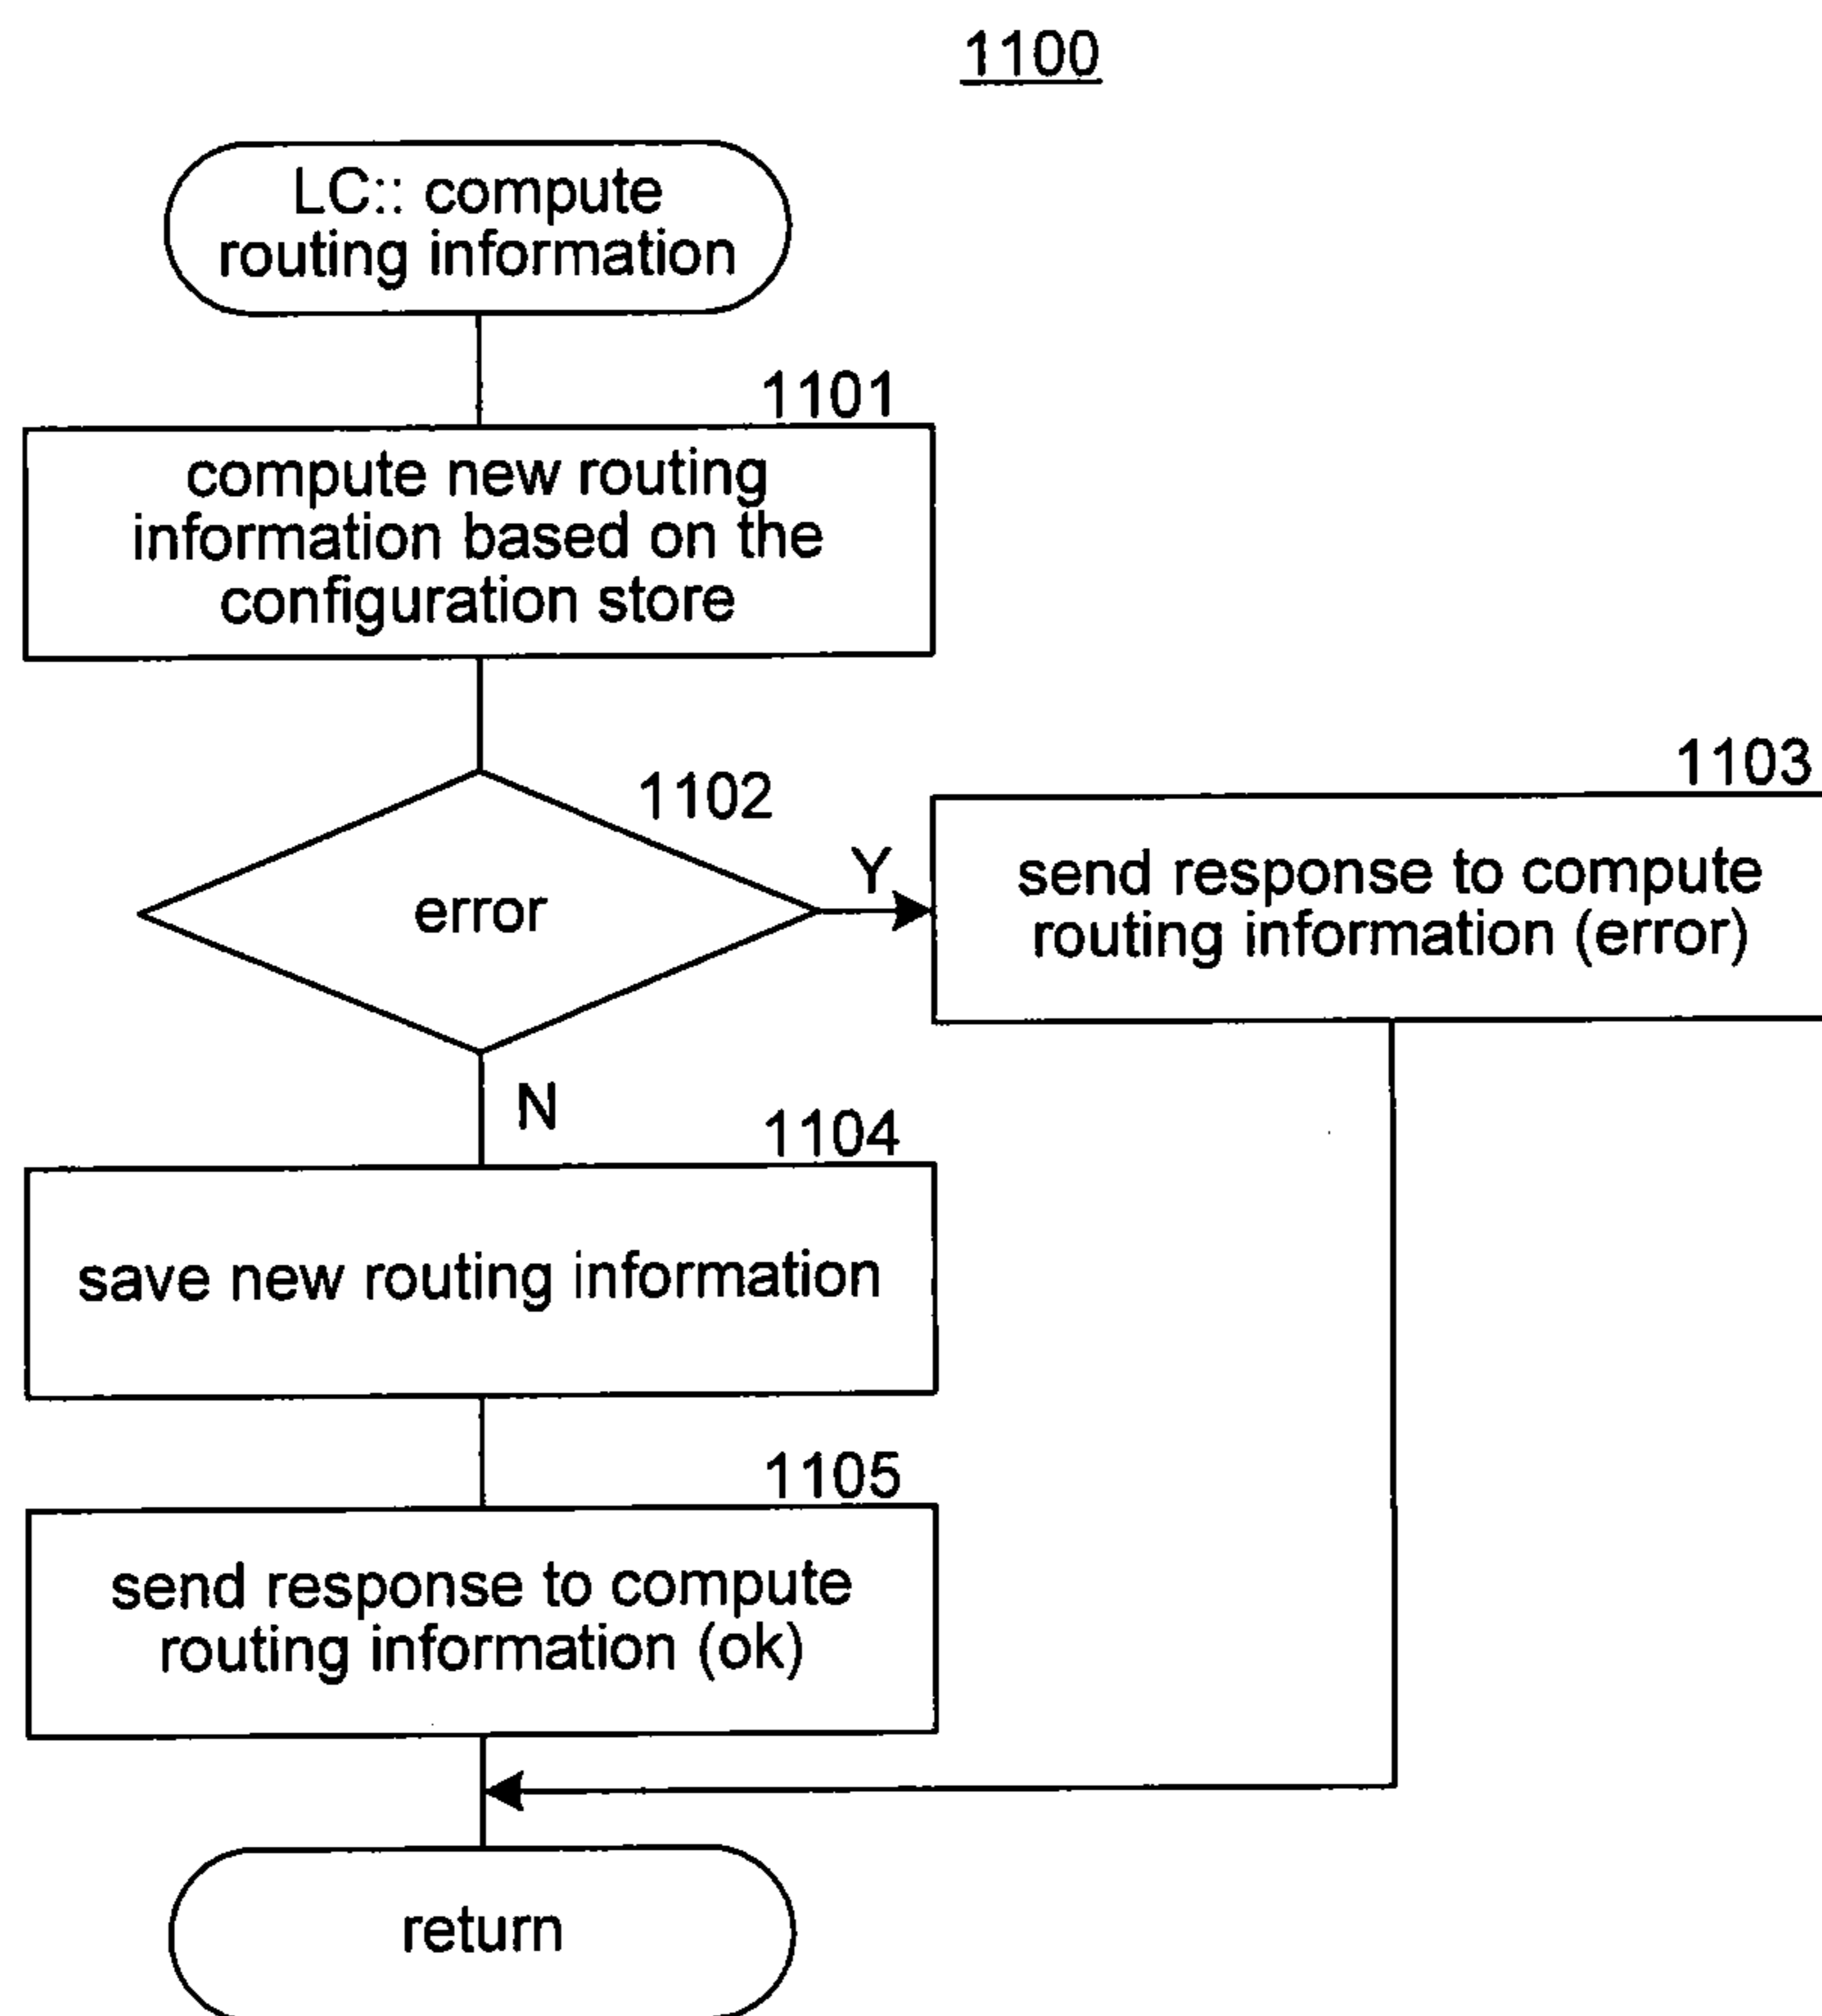 1100
LC:: compute
routing information
1101
compute new routing
information based on the
configuration store
1102
error
Y
1103
send response to compute
routing information (error)
N
1104
save new routing information
1105
send response to compute
routing information (ok)
return